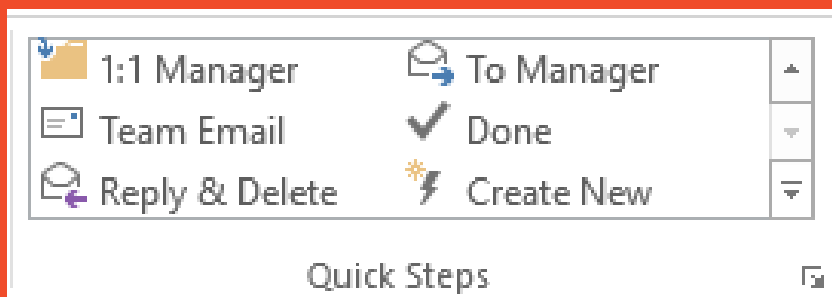 1:1 Manager To Manager
Team Email Done
Reply & Delete Create New
Quick Steps